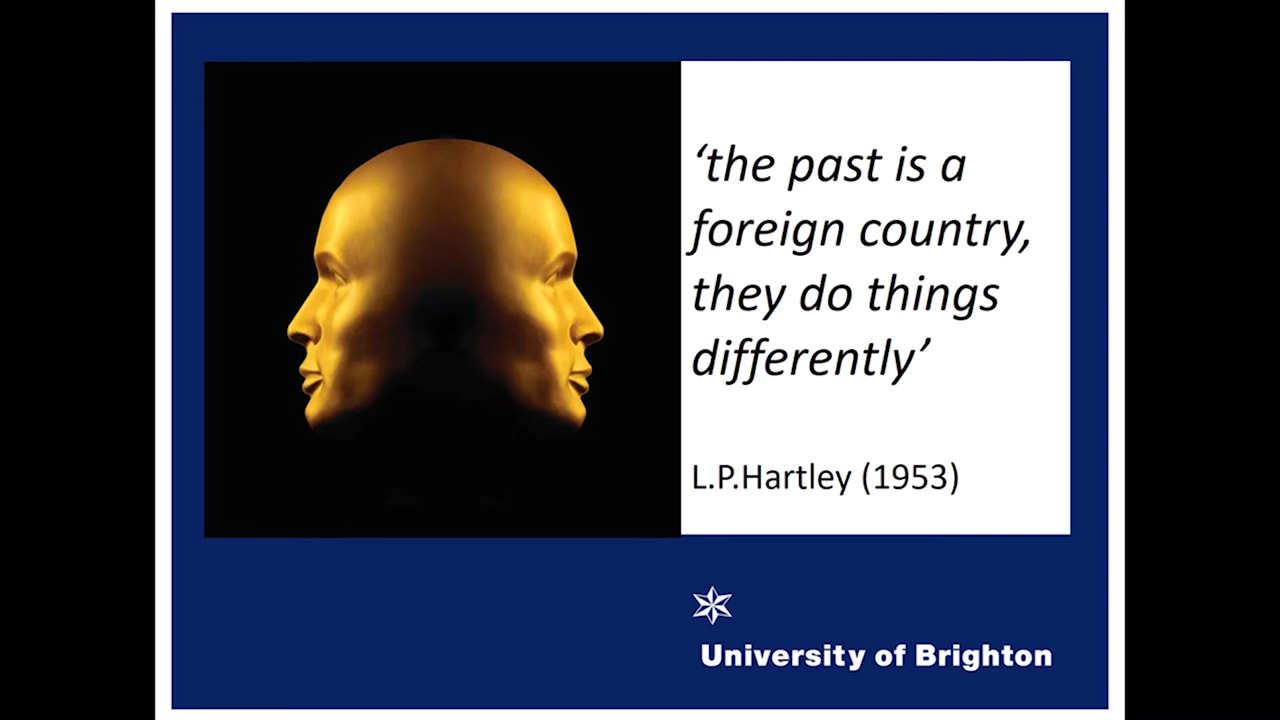 ‘the past is a
foreign country,
they do things
differently’
L.P.Hartley (1953)
University of Brighton